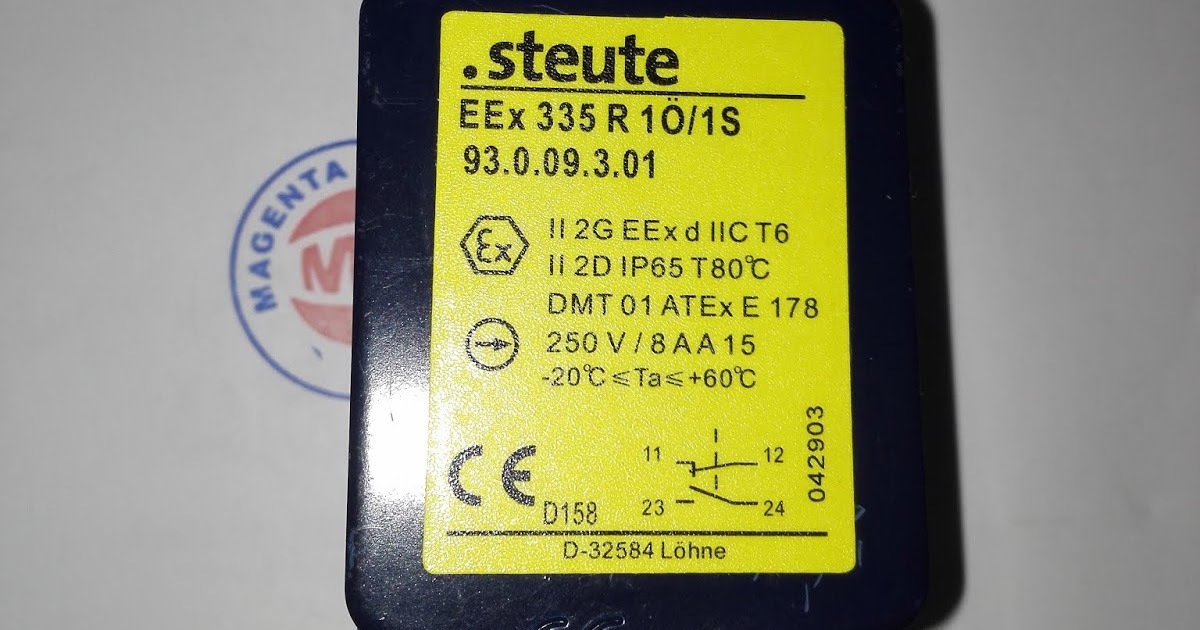 .steute
EEx 335 R 1Ö/1S
93.0.09.3.01
Ex
II 2G EEx d IIC T6
II 2D IP65 T80℃
DMT 01 ATEx E 178
250 V / 8 A A 15
-20℃ ≤ Ta ≤ +60℃
CE
D158
11 12
23 24
042903
D-32584 Löhne
MAGENTA